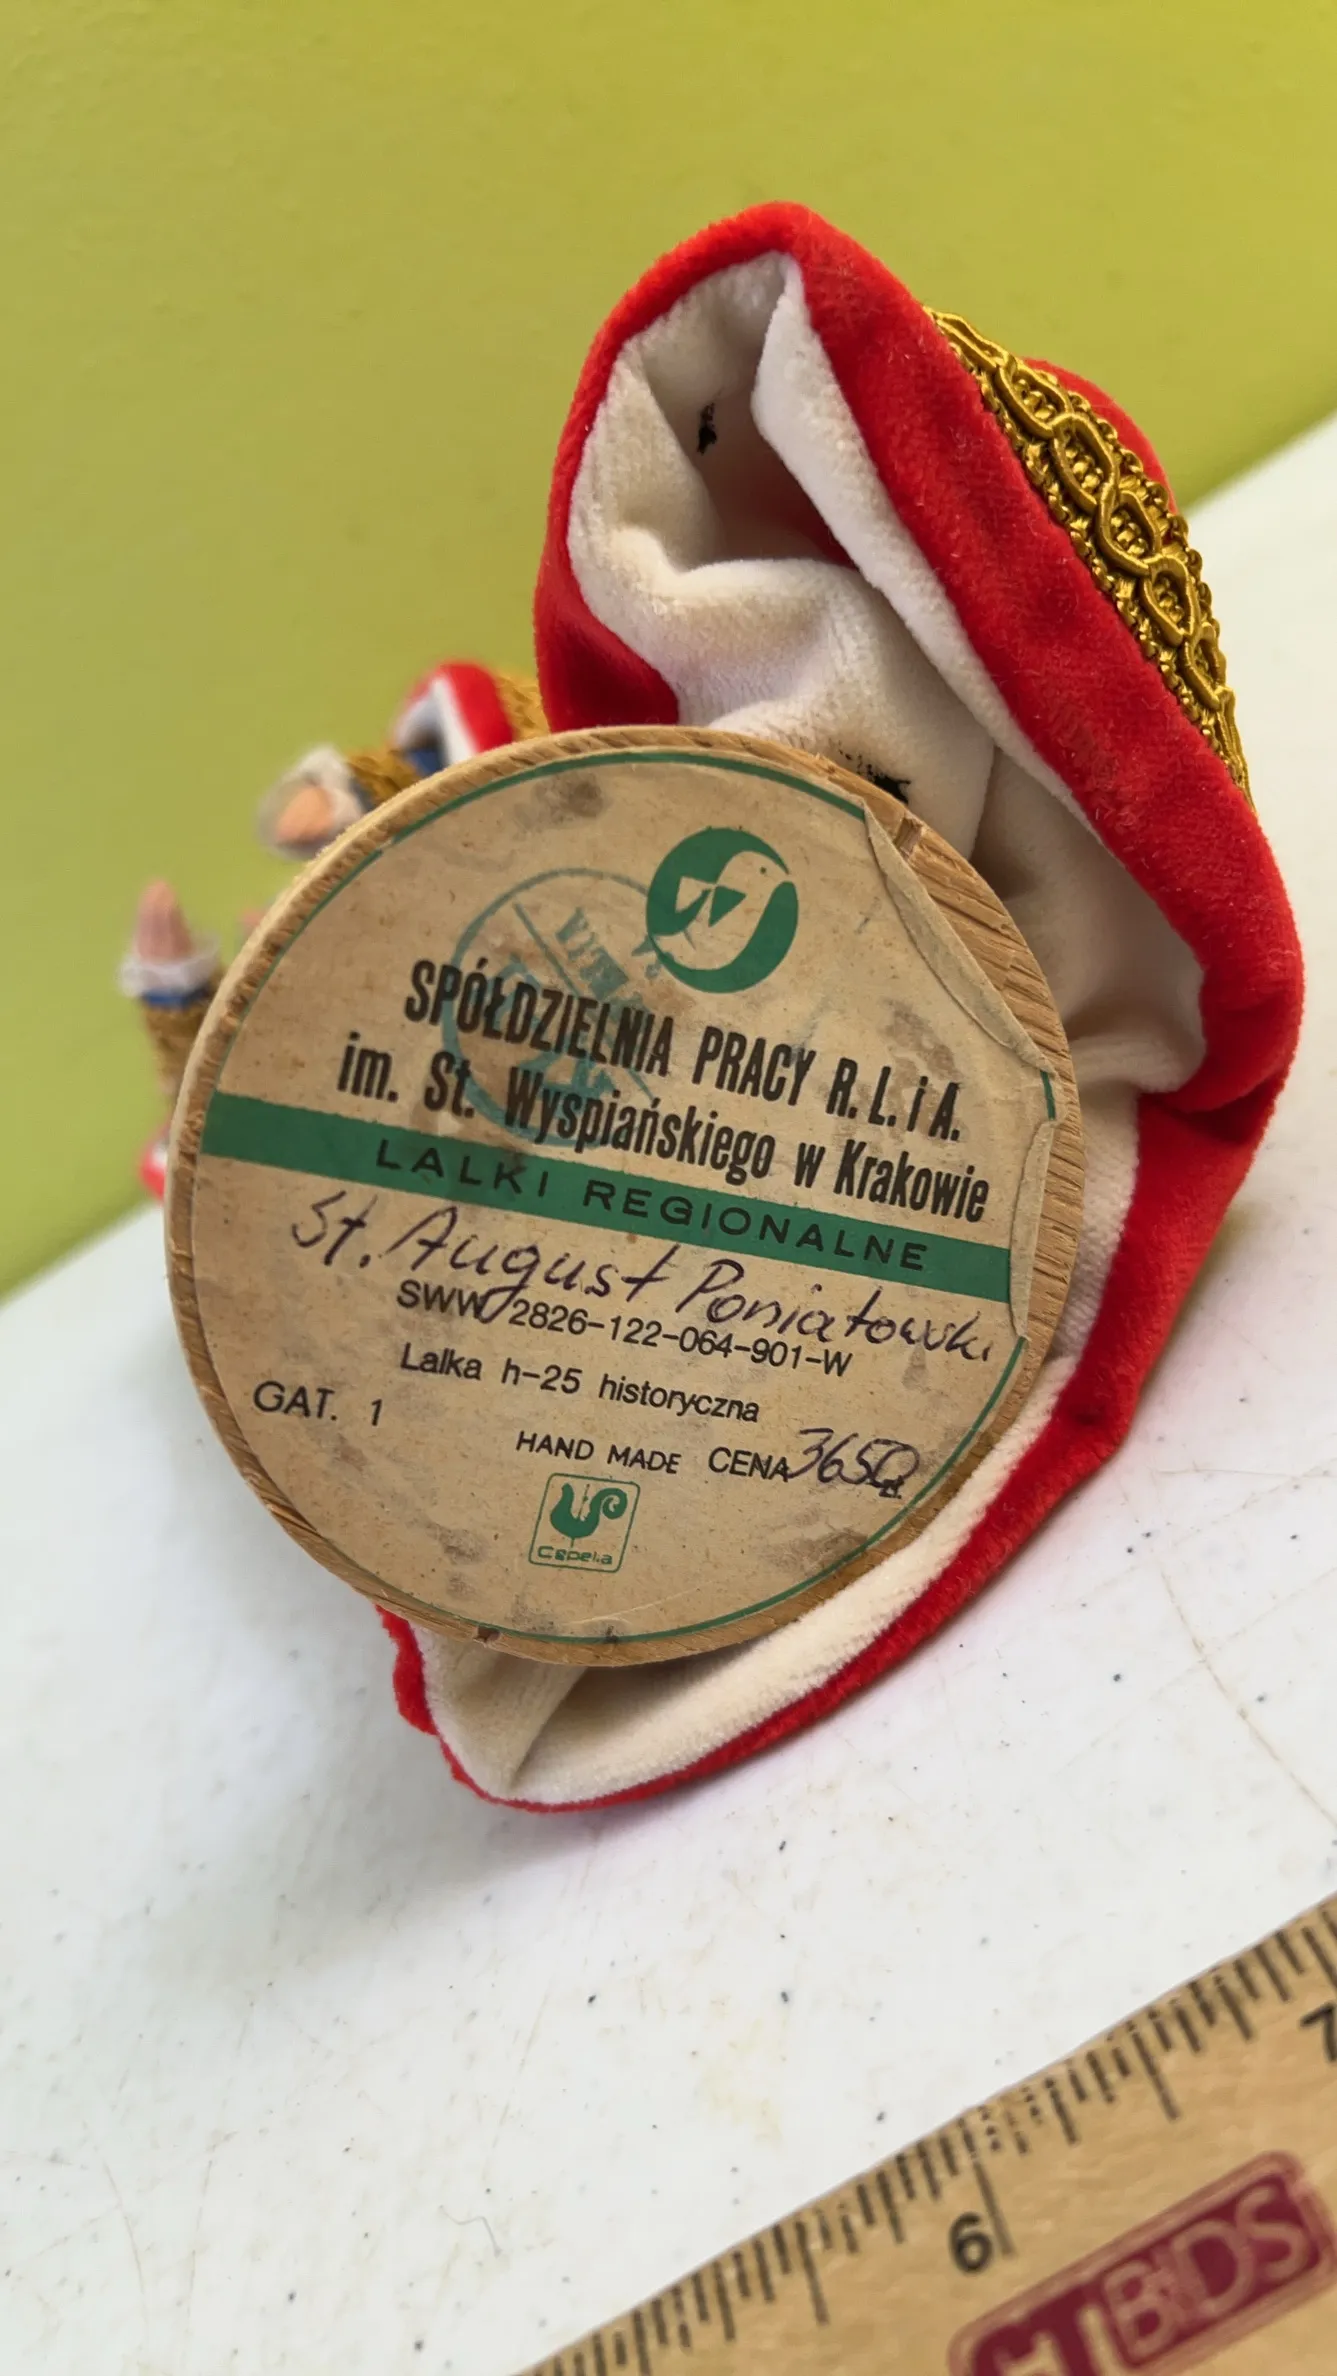 SPÓŁDZIELNIA PRACY R.L. i A.
im. St. Wyspiańskiego w Krakowie
LALKI REGIONALNE
St. August Poniatowski
SWW 2826-122-064-901-W
Lalka h-25 historyczna
GAT. 1
HAND MADE CENA 3650 zł.
Cepelia
6
7